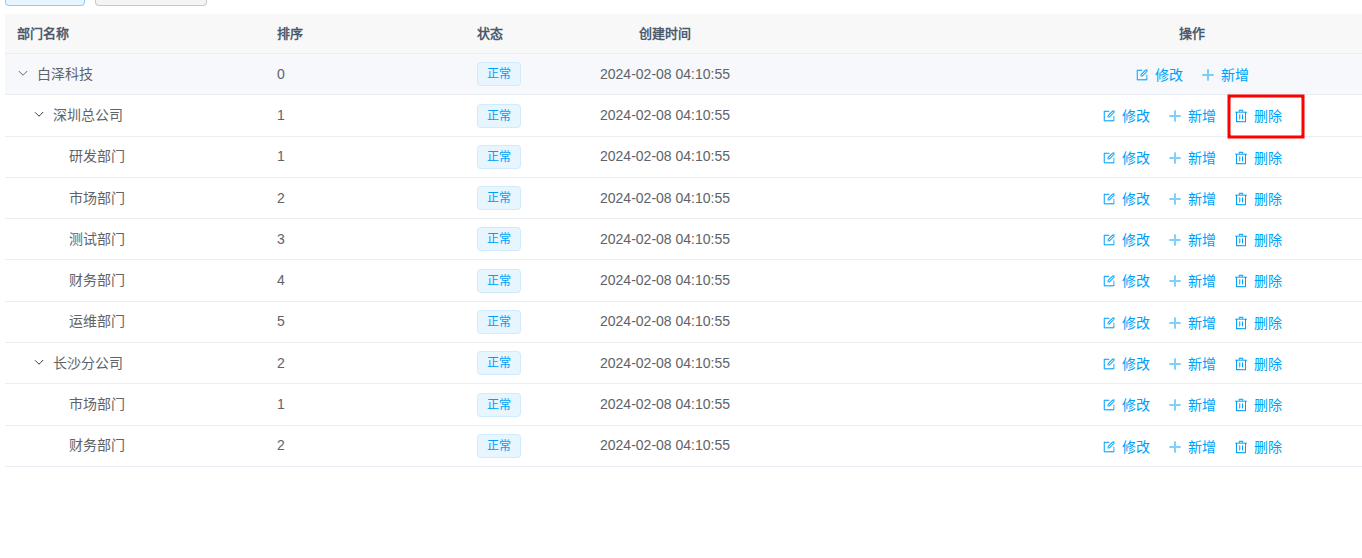 部门名称 排序 状态 创建时间 操作
白泽科技 0 正常 2024-02-08 04:10:55 修改 新增
深圳总公司 1 正常 2024-02-08 04:10:55 修改 新增 删除
研发部门 1 正常 2024-02-08 04:10:55 修改 新增 删除
市场部门 2 正常 2024-02-08 04:10:55 修改 新增 删除
测试部门 3 正常 2024-02-08 04:10:55 修改 新增 删除
财务部门 4 正常 2024-02-08 04:10:55 修改 新增 删除
运维部门 5 正常 2024-02-08 04:10:55 修改 新增 删除
长沙分公司 2 正常 2024-02-08 04:10:55 修改 新增 删除
市场部门 1 正常 2024-02-08 04:10:55 修改 新增 删除
财务部门 2 正常 2024-02-08 04:10:55 修改 新增 删除